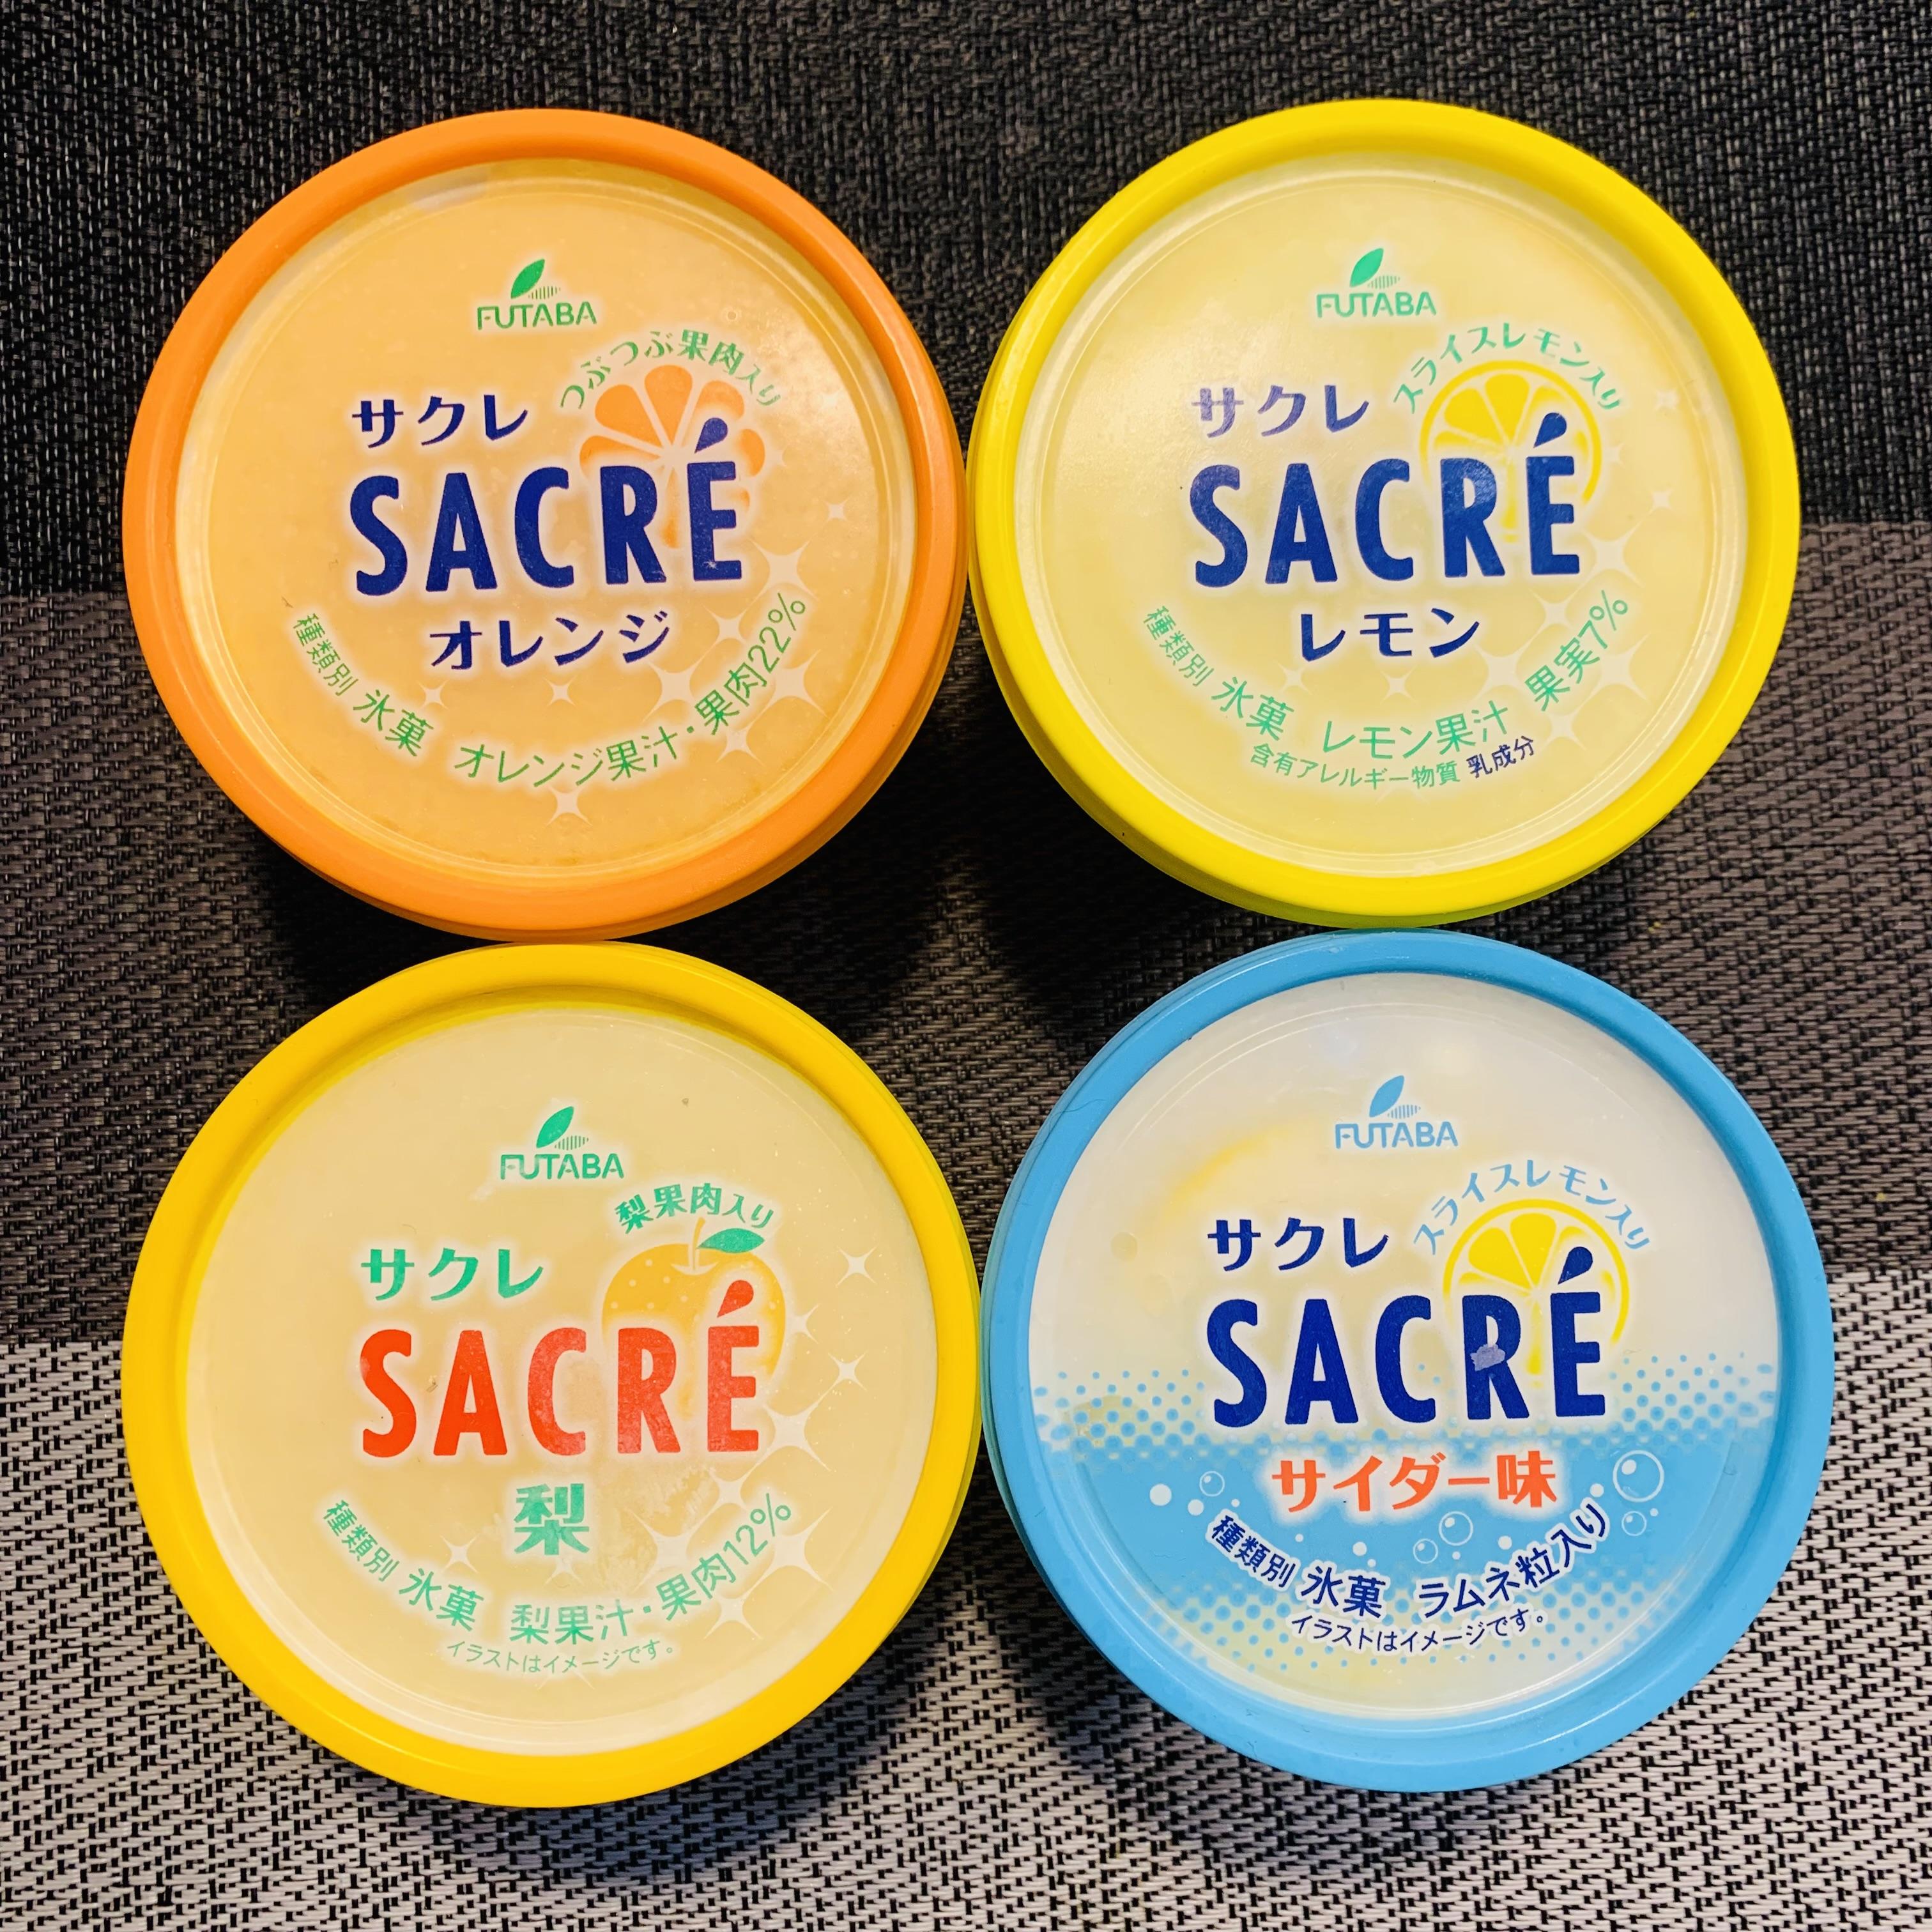 FUTABA
つぶつぶ果肉入り
サクレ
SACRÉ
オレンジ
種類別 氷菓 オレンジ果汁・果肉22%
FUTABA
スライスレモン入り
サクレ
SACRÉ
レモン
種類別 氷菓 レモン果汁 果実7%
含有アレルギー物質 乳成分
FUTABA
梨果肉入り
サクレ
SACRÉ
梨
種類別 氷菓 梨果汁・果肉12%
イラストはイメージです。
FUTABA
スライスレモン入り
サクレ
SACRÉ
サイダー味
種類別 氷菓 ラムネ粒入り
イラストはイメージです。